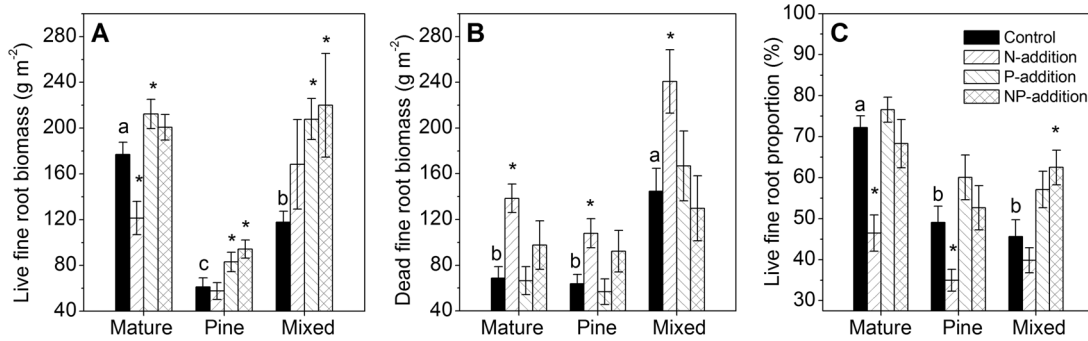 A
Live fine root biomass (g m-2)
280
240
200
160
120
80
40
a
*
*
c
*
*
b
*
*
Mature Pine Mixed
B
Dead fine root biomass (g m-2)
280
240
200
160
120
80
40
b
*
b
*
a
*
Mature Pine Mixed
C
Live fine root proportion (%)
100
90
80
70
60
50
40
30
Control
N-addition
P-addition
NP-addition
a
*
b
*
b
*
Mature Pine Mixed